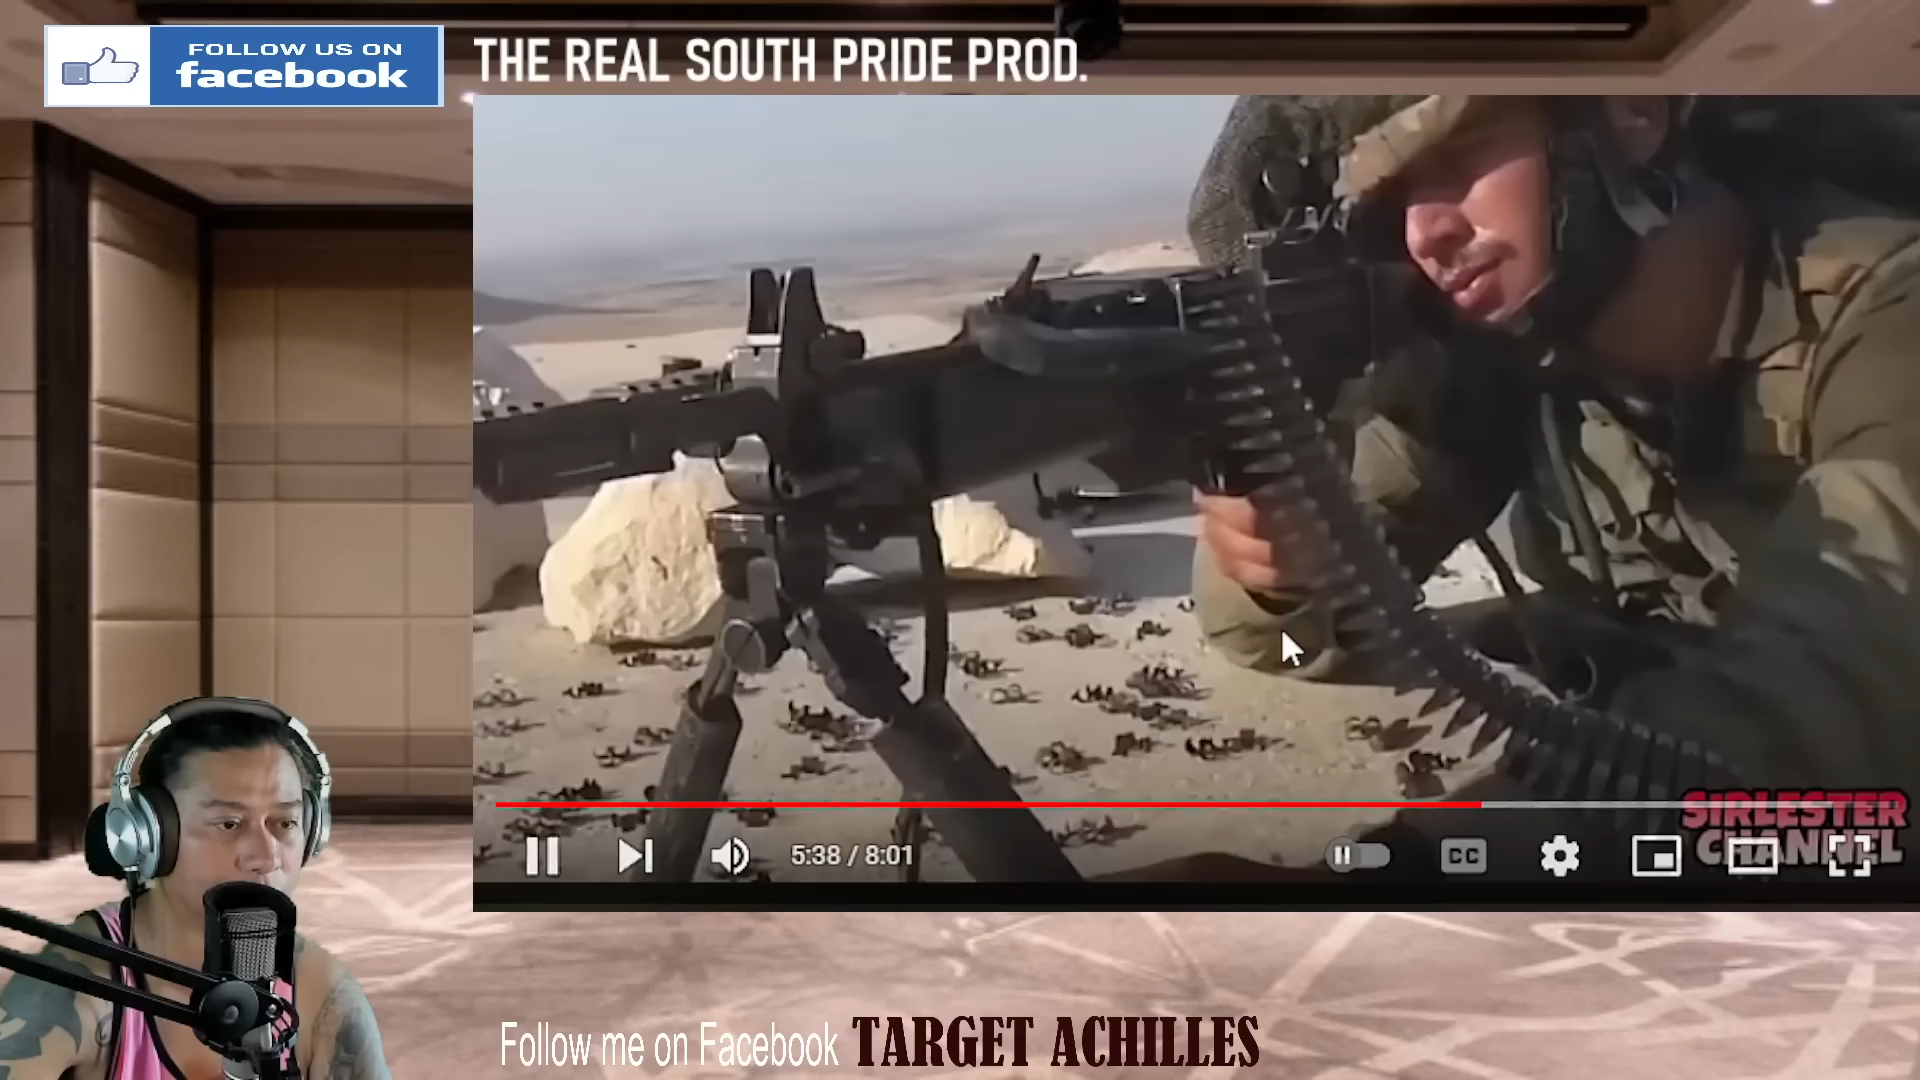 FOLLOW US ON
facebook
THE REAL SOUTH PRIDE PROD.
SIRLESTER
CHANNEL
5:38 / 8:01
CC
Follow me on Facebook TARGET ACHILLES